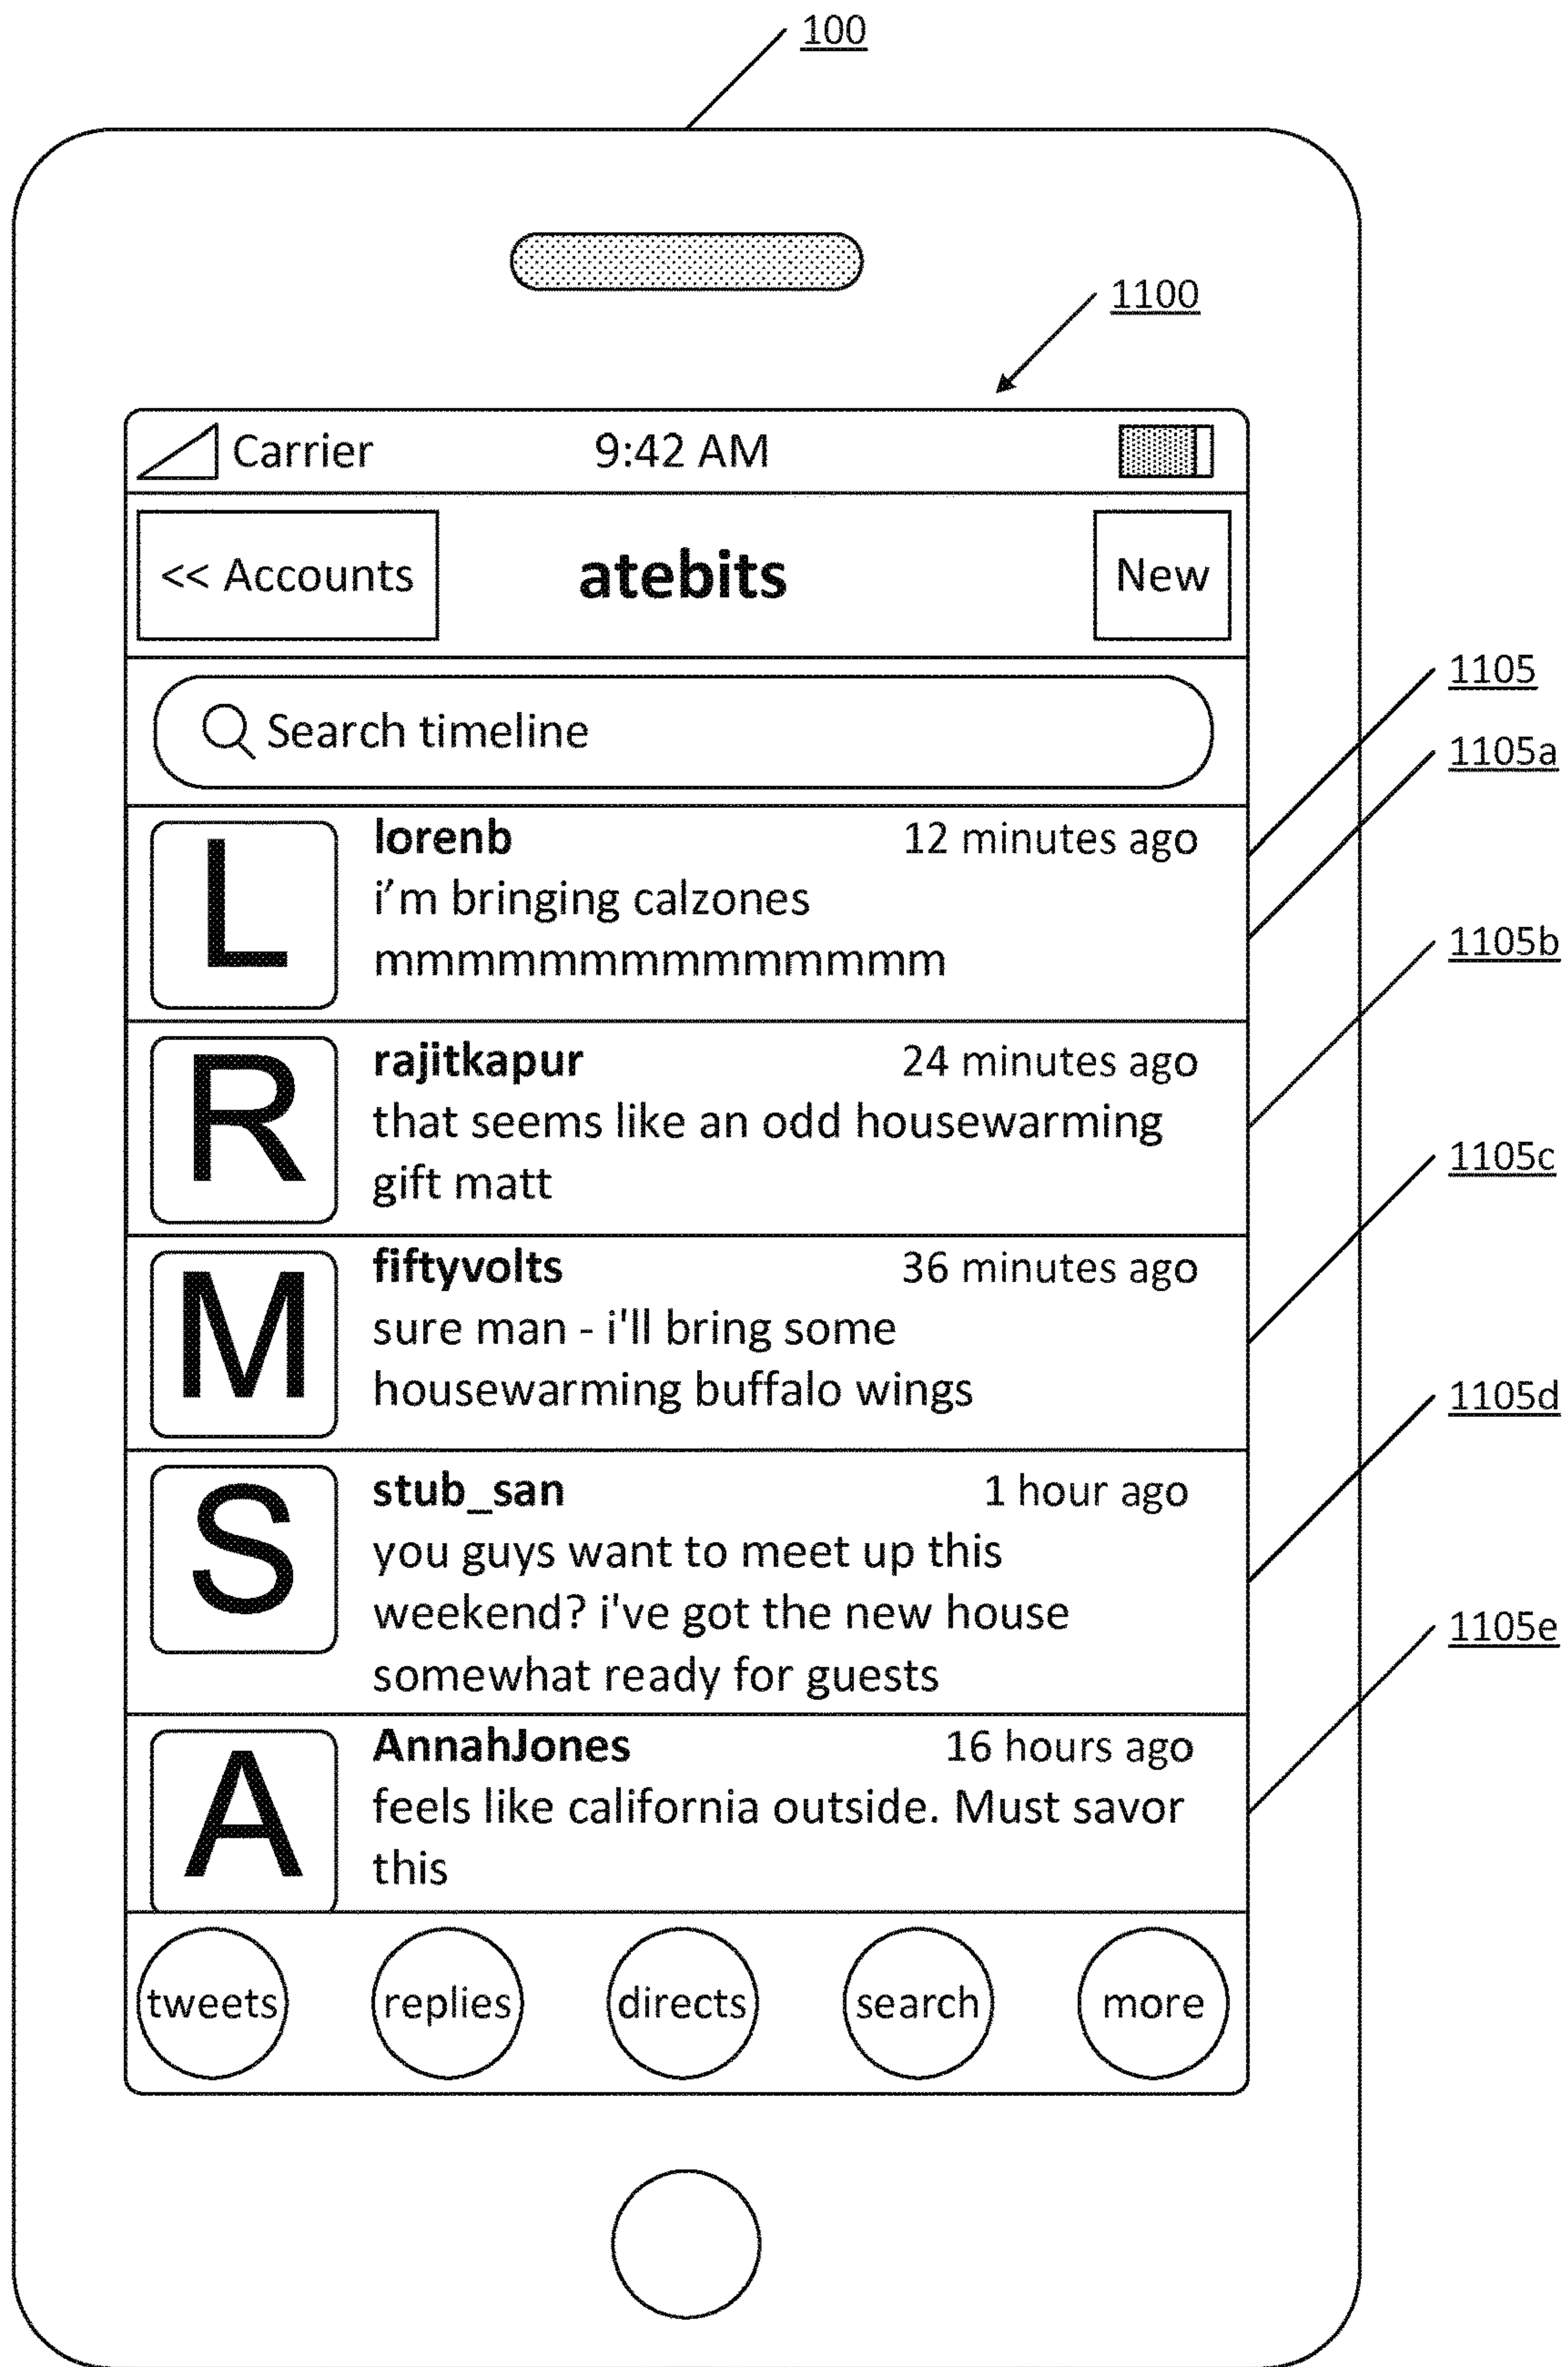 100
1100
Carrier 9:42 AM
<< Accounts atebits New
1105
Search timeline
1105a
lorenb 12 minutes ago
i’m bringing calzones
mmmmmmmmmmmmmm
1105b
rajitkapur 24 minutes ago
that seems like an odd housewarming
gift matt
1105c
fiftyvolts 36 minutes ago
sure man - i'll bring some
housewarming buffalo wings
1105d
stub_san 1 hour ago
you guys want to meet up this
weekend? i've got the new house
somewhat ready for guests
1105e
AnnahJones 16 hours ago
feels like california outside. Must savor
this
L
R
M
S
A
tweets replies directs search more